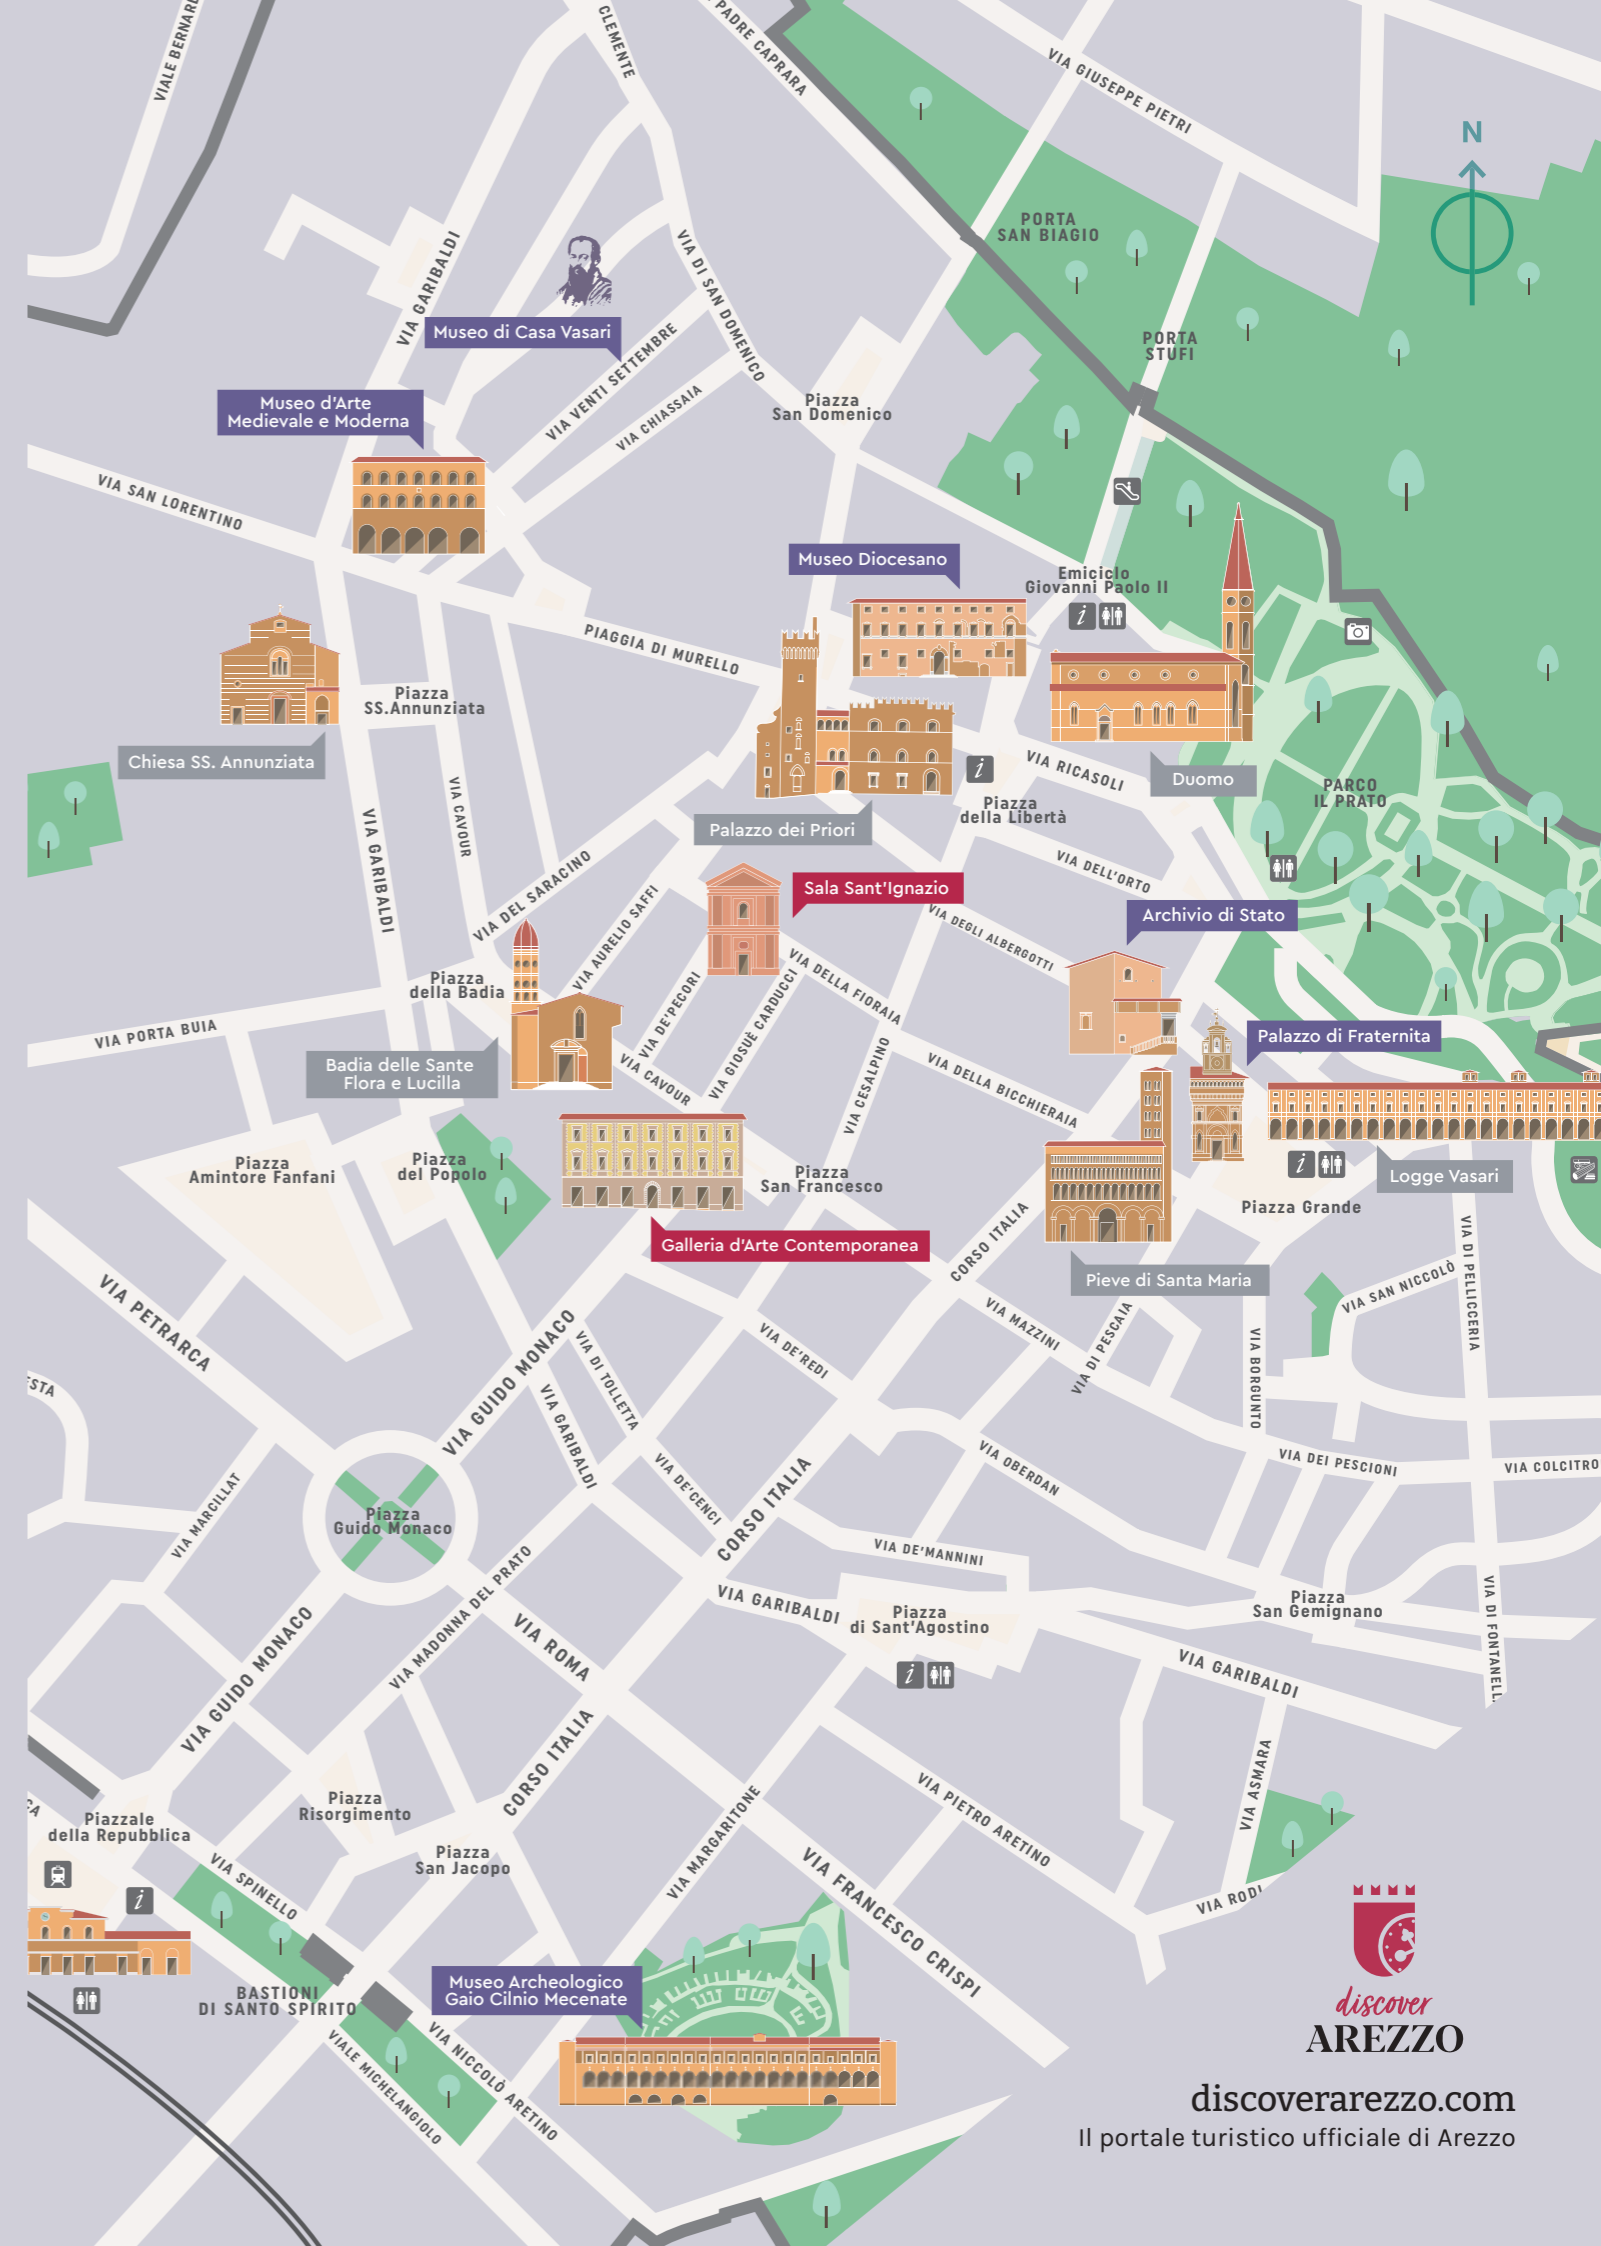 VIALE BERNARD
CLEMENTE
PADRE CAPRARA
VIA GIUSEPPE PIETRI
N
PORTA
SAN BIAGIO
VIA GARIBALDI
VIA DI SAN DOMENICO
Museo di Casa Vasari
PORTA
STUFI
VIA VENTI SETTEMBRE
VIA CHIASSAIA
Museo d'Arte
Medievale e Moderna
Piazza
San Domenico
VIA SAN LORENTINO
Museo Diocesano
Emiciclo
Giovanni Paolo II
i
PIAGGIA DI MURELLO
Piazza
SS.Annunziata
Chiesa SS. Annunziata
i
VIA RICASOLI
Duomo
PARCO
IL PRATO
Piazza
della Libertà
Palazzo dei Priori
VIA CAVOUR
VIA GARIBALDI
VIA DEL SARACINO
VIA AURELIO SAFFI
Sala Sant'Ignazio
VIA DELL'ORTO
Archivio di Stato
VIA DEGLI ALBERGOTTI
Piazza
della Badia
VIA DELLA FIORAIA
VIA DE'PECORI
VIA GIOSUÈ CARDUCCI
VIA PORTA BUIA
Palazzo di Fraternita
Badia delle Sante
Flora e Lucilla
VIA CAVOUR
VIA CESALPINO
VIA DELLA BICCHIERAIA
Piazza
Amintore Fanfani
Piazza
del Popolo
Piazza
San Francesco
i
Logge Vasari
Piazza Grande
Galleria d'Arte Contemporanea
CORSO ITALIA
Pieve di Santa Maria
VIA DI PELLICCERIA
VIA SAN NICCOLÒ
VIA PETRARCA
VIA GUIDO MONACO
VIA DI TOLLETTA
VIA DE'REDI
VIA MAZZINI
VIA DI PESCAIA
VIA BORGUNTO
ESTA
VIA GARIBALDI
VIA DE'CENCI
CORSO ITALIA
VIA OBERDAN
VIA DEI PESCIONI
VIA COLCITRO
VIA MARCILLAT
Piazza
Guido Monaco
VIA DE'MANNINI
VIA MADONNA DEL PRATO
VIA GARIBALDI
Piazza
di Sant'Agostino
Piazza
San Gemignano
VIA DI FONTANELL
VIA GUIDO MONACO
VIA ROMA
i
VIA GARIBALDI
CORSO ITALIA
VIA ASMARA
CA
Piazzale
della Repubblica
Piazza
Risorgimento
VIA MARGARITONE
VIA PIETRO ARETINO
Piazza
San Jacopo
VIA SPINELLO
i
VIA FRANCESCO CRISPI
VIA RODI
BASTIONI
DI SANTO SPIRITO
Museo Archeologico
Gaio Cilnio Mecenate
VIALE MICHELANGIOLO
VIA NICCOLÒ ARETINO
discover
AREZZO
discoverarezzo.com
Il portale turistico ufficiale di Arezzo